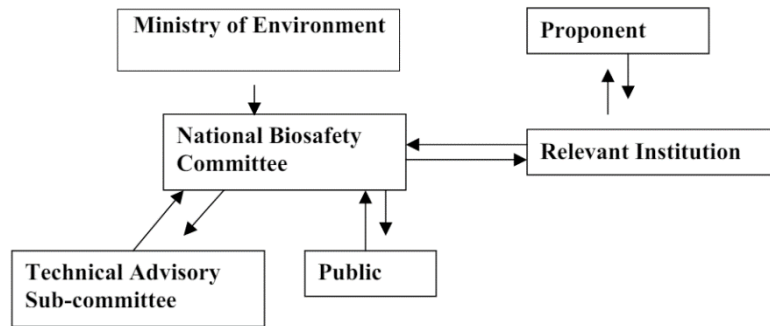 Ministry of Environment
Proponent
National Biosafety
Committee
Relevant Institution
Technical Advisory
Sub-committee
Public